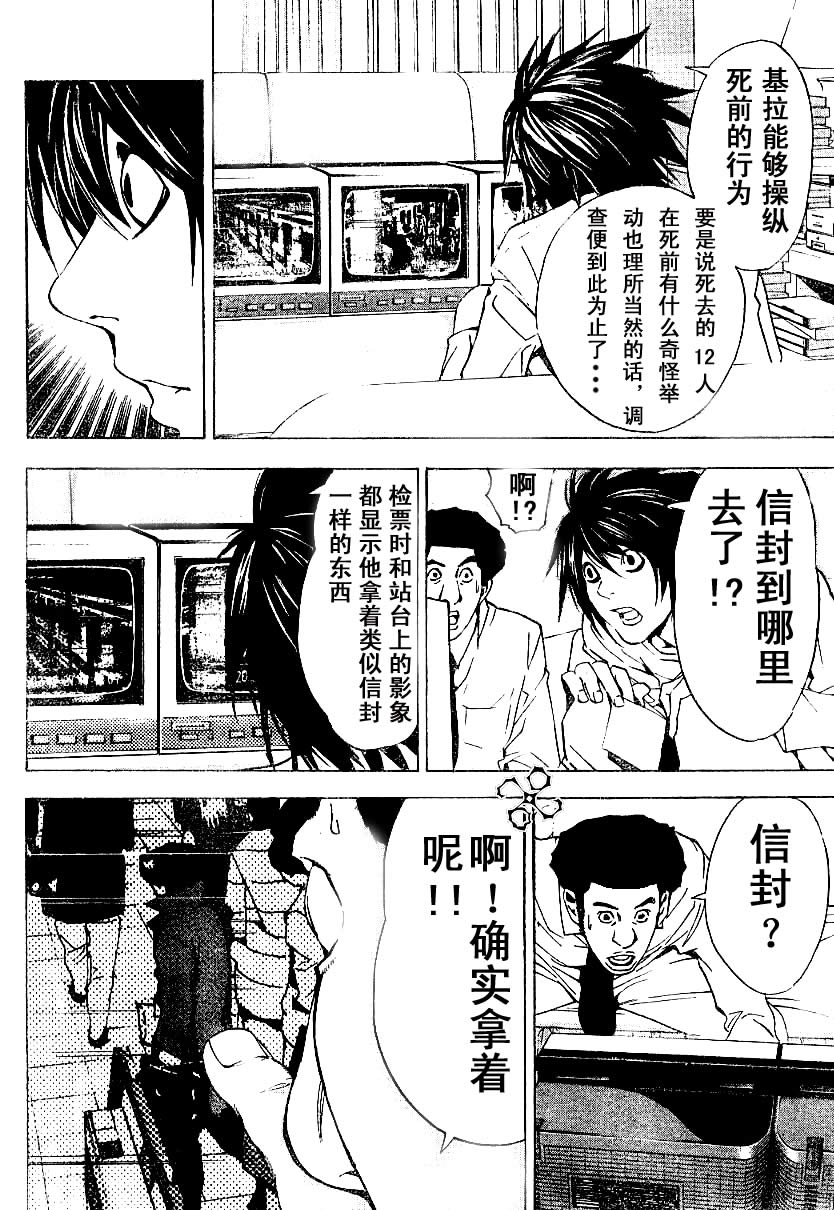 基拉能够操纵
死前的行为
要是说死去的 12 人
在死前有什么奇怪举
动也理所当然的话，调
查便到此为止了...
信封到哪里
去了!?
啊
!?
检票时和站台上的影象
都显示他拿着类似信封
一样的东西
信封？
啊！确实拿着
呢!!
20